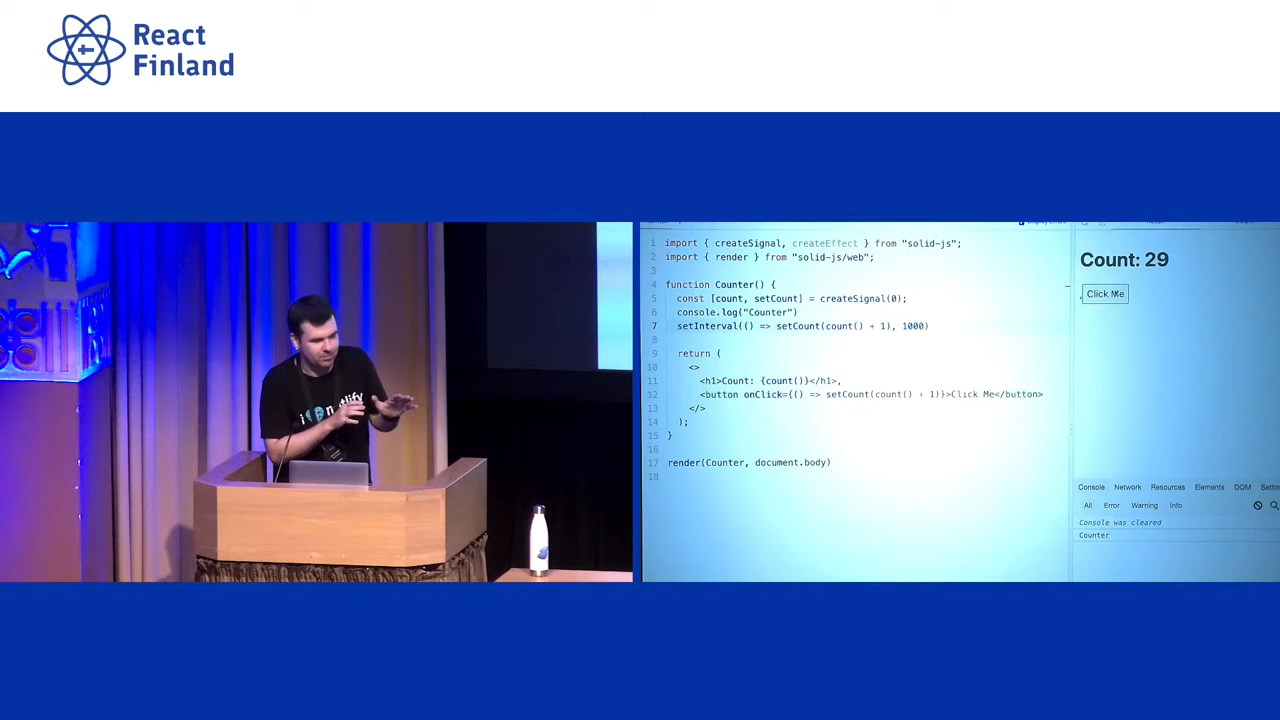 React
Finland
netlify
1 import { createSignal, createEffect } from "solid-js";
2 import { render } from "solid-js/web";
3
4 function Counter() {
5 const [count, setCount] = createSignal(0);
6 console.log("Counter")
7 setInterval(() => setCount(count() + 1), 1000)
8
9 return (
10 <>
11 <h1>Count: {count()}</h1>,
12 <button onClick={() => setCount(count() + 1)}>Click Me</button>
13 </>
14 );
15 }
16
17 render(Counter, document.body)
18
Count: 29
, Click Me
Console Network Resources Elements DOM
All Error Warning Info
Console was cleared
Counter